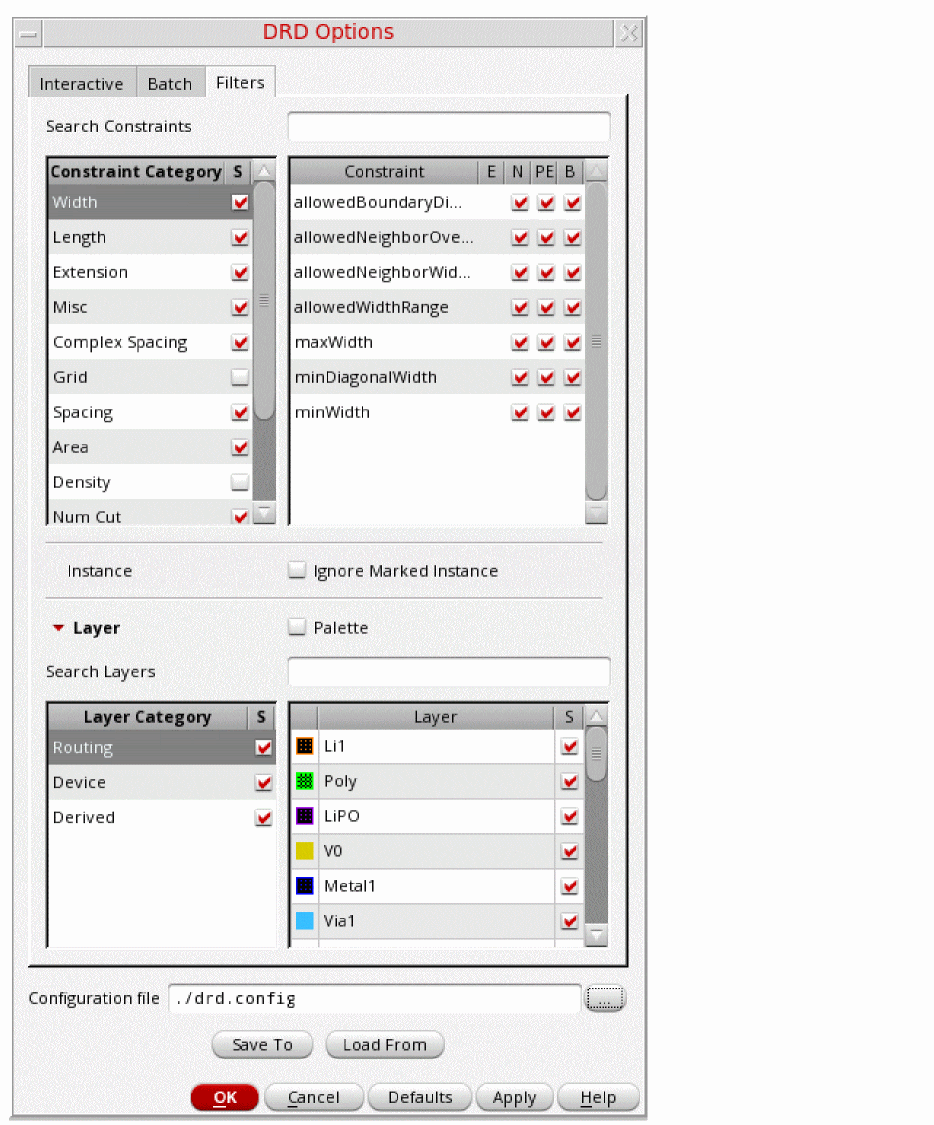 DRD Options
Interactive Batch Filters
Search Constraints
Constraint Category S
Constraint E N PE B
Width
allowedBoundaryDi...
Length
allowedNeighborOve...
Extension
allowedNeighborWid...
Misc
allowedWidthRange
Complex Spacing
maxWidth
Grid
minDiagonalWidth
Spacing
minWidth
Area
Density
Num Cut
Instance
Ignore Marked Instance
Layer
Palette
Search Layers
Layer Category S
Layer S
Routing
Li1
Device
Poly
Derived
LiPO
V0
Metal1
Via1
Configuration file ./drd.config ...
Save To Load From
OK Cancel Defaults Apply Help